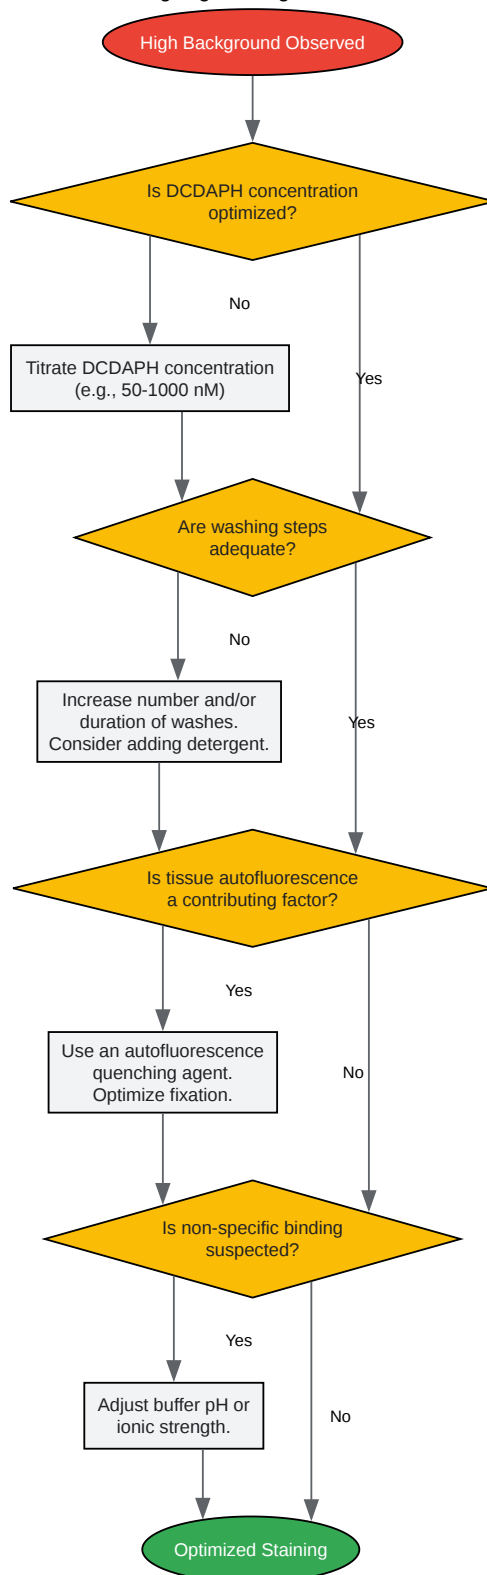 High Background Observed
Is DCDAPH concentration
optimized?
No
Titrate DCDAPH concentration
(e.g., 50-1000 nM)
Yes
Are washing steps
adequate?
No
Increase number and/or
duration of washes.
Consider adding detergent.
Yes
Is tissue autofluorescence
a contributing factor?
Yes
Use an autofluorescence
quenching agent.
Optimize fixation.
No
Is non-specific binding
suspected?
Yes
Adjust buffer pH or
ionic strength.
No
Optimized Staining